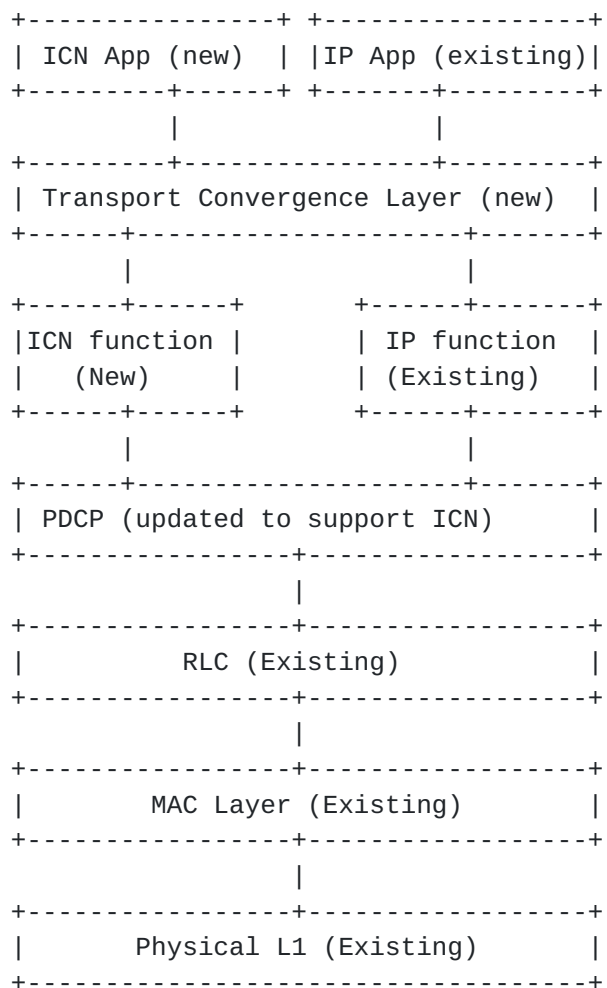 ICN App (new) IP App (existing)
Transport Convergence Layer (new)
ICN function IP function
(New) (Existing)
PDCP (updated to support ICN)
RLC (Existing)
MAC Layer (Existing)
Physical L1 (Existing)